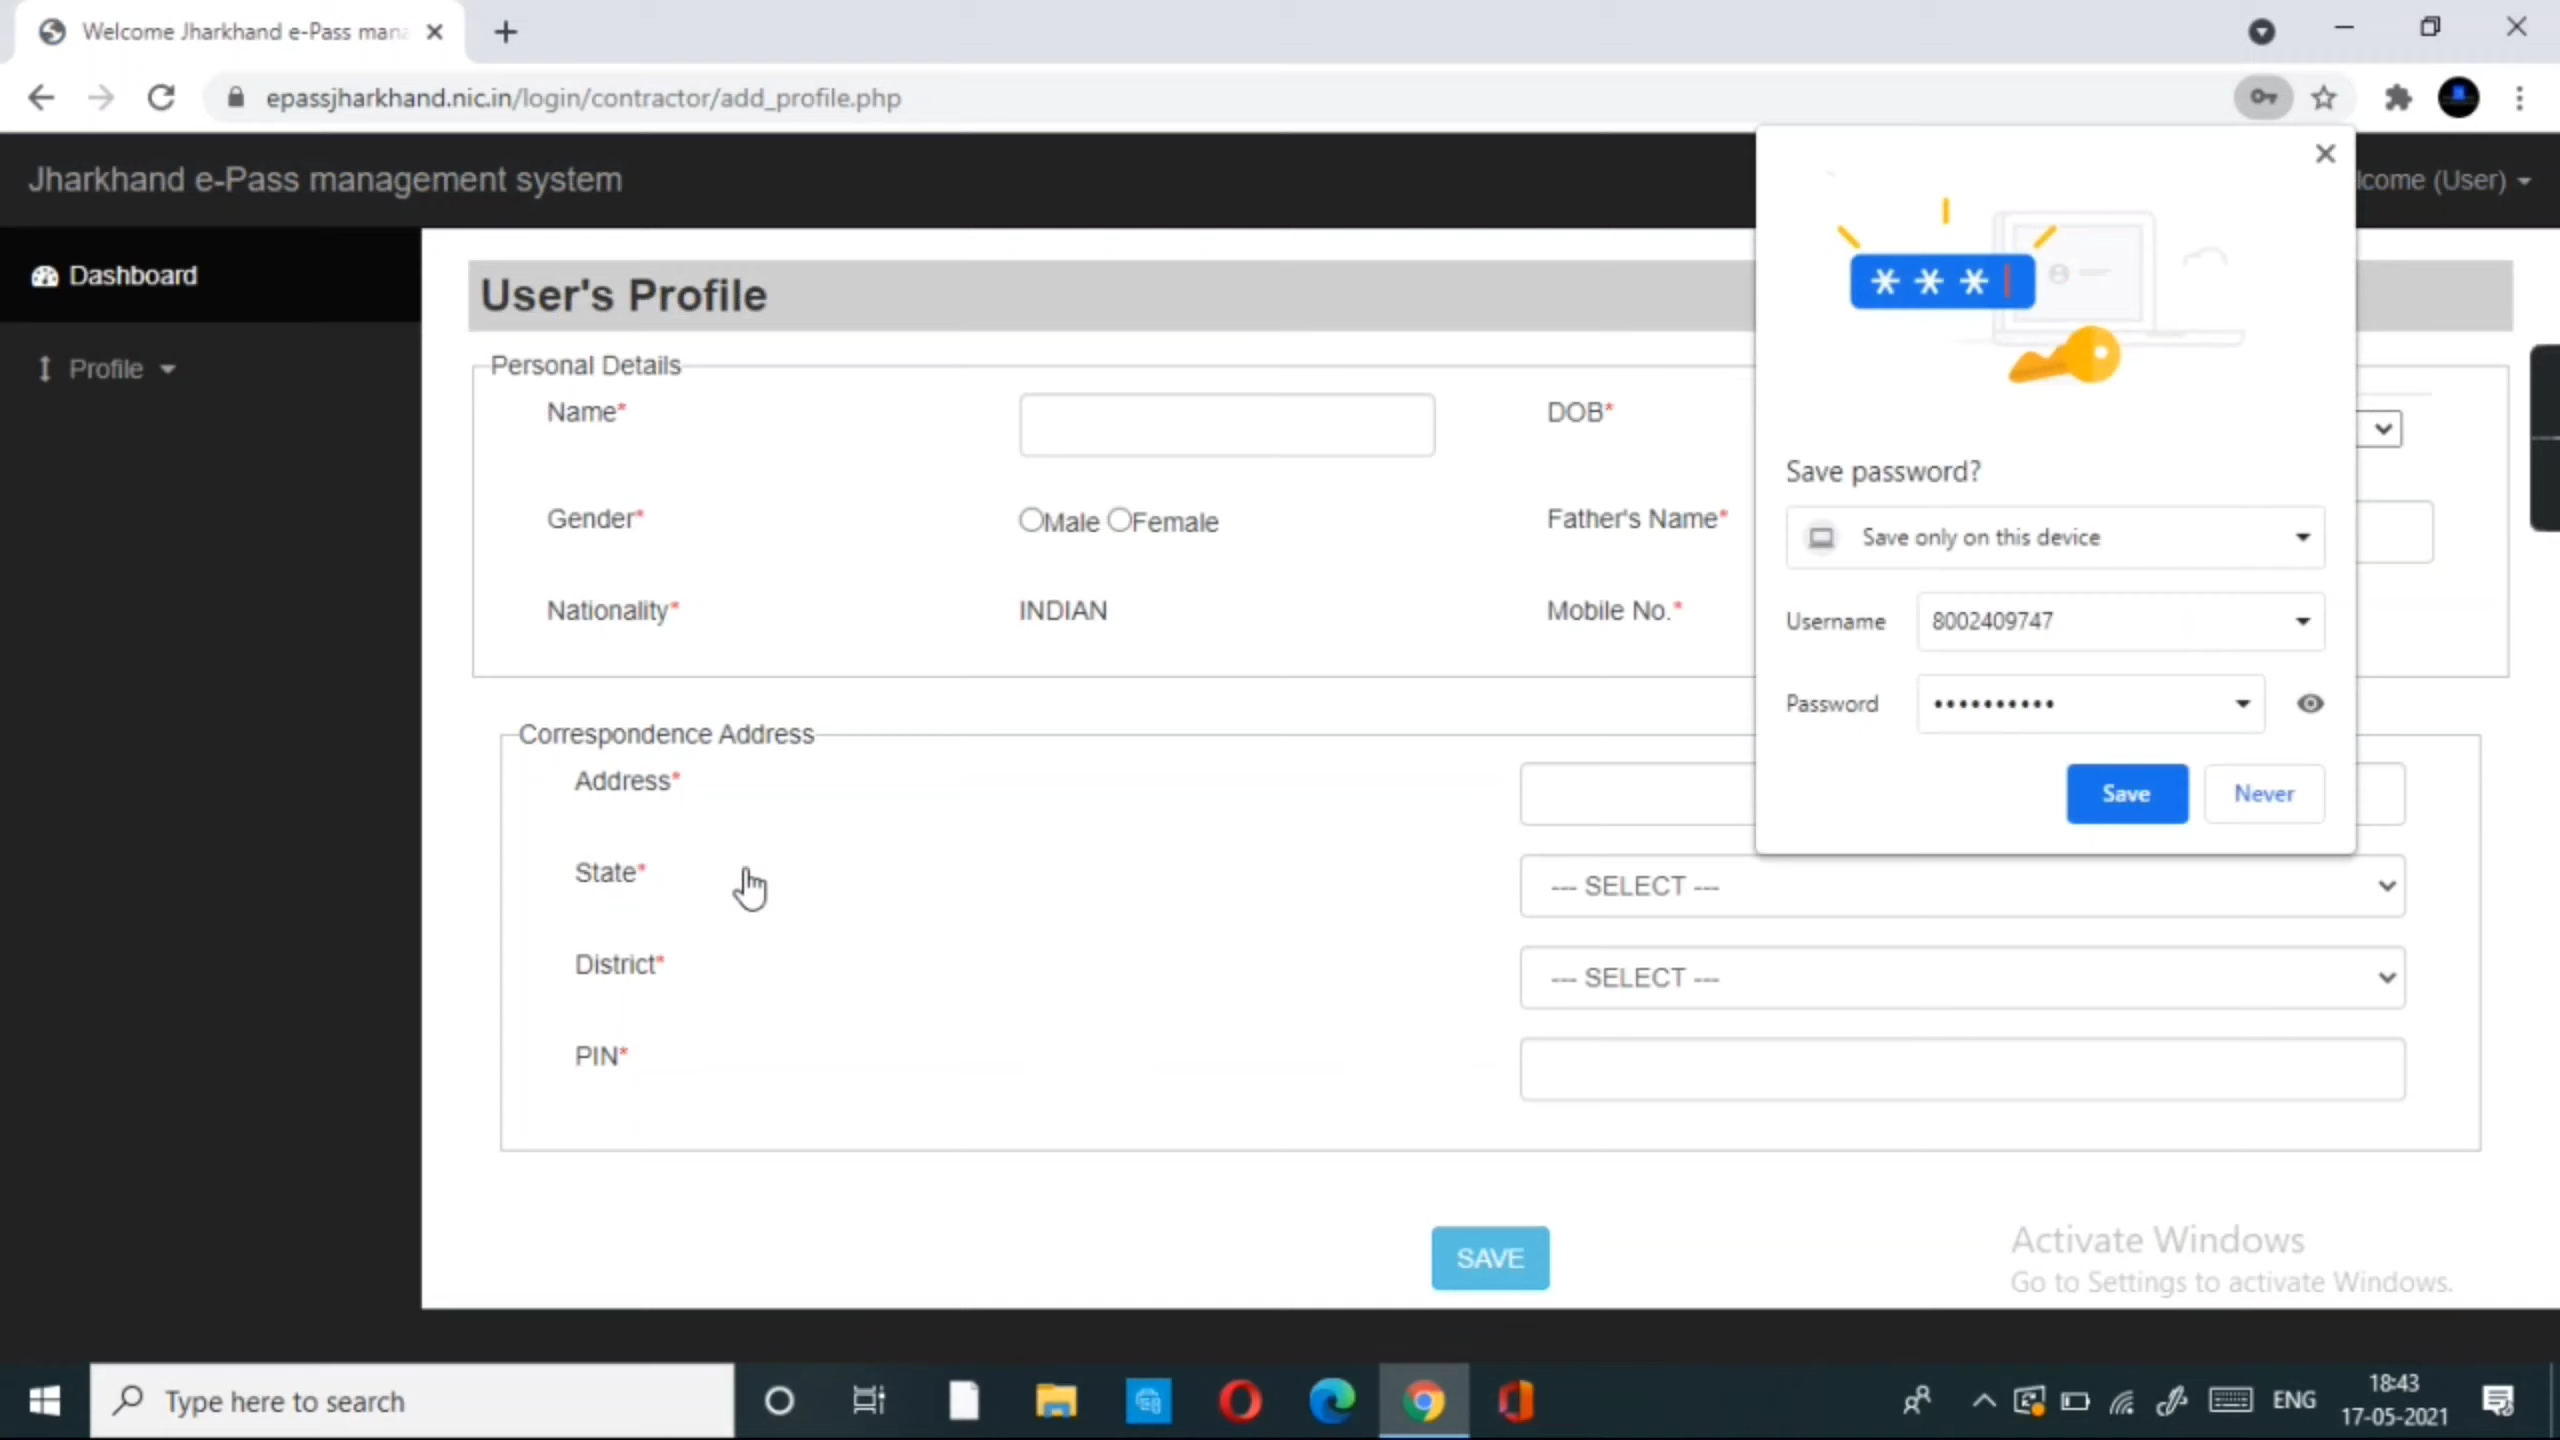 Welcome Jharkhand e-Pass mana
epassjharkhand.nic.in/login/contractor/add_profile.php
Jharkhand e-Pass management system
lcome (User)
Dashboard
Profile
User's Profile
Personal Details
Name*
DOB*
Gender*
Male Female
Father's Name*
Nationality*
INDIAN
Mobile No.*
Correspondence Address
Address*
State*
--- SELECT ---
District*
--- SELECT ---
PIN*
SAVE
* * *
Save password?
Save only on this device
Username
8002409747
Password
••••••••••
Save
Never
Activate Windows
Go to Settings to activate Windows.
Type here to search
ENG
18:43
17-05-2021